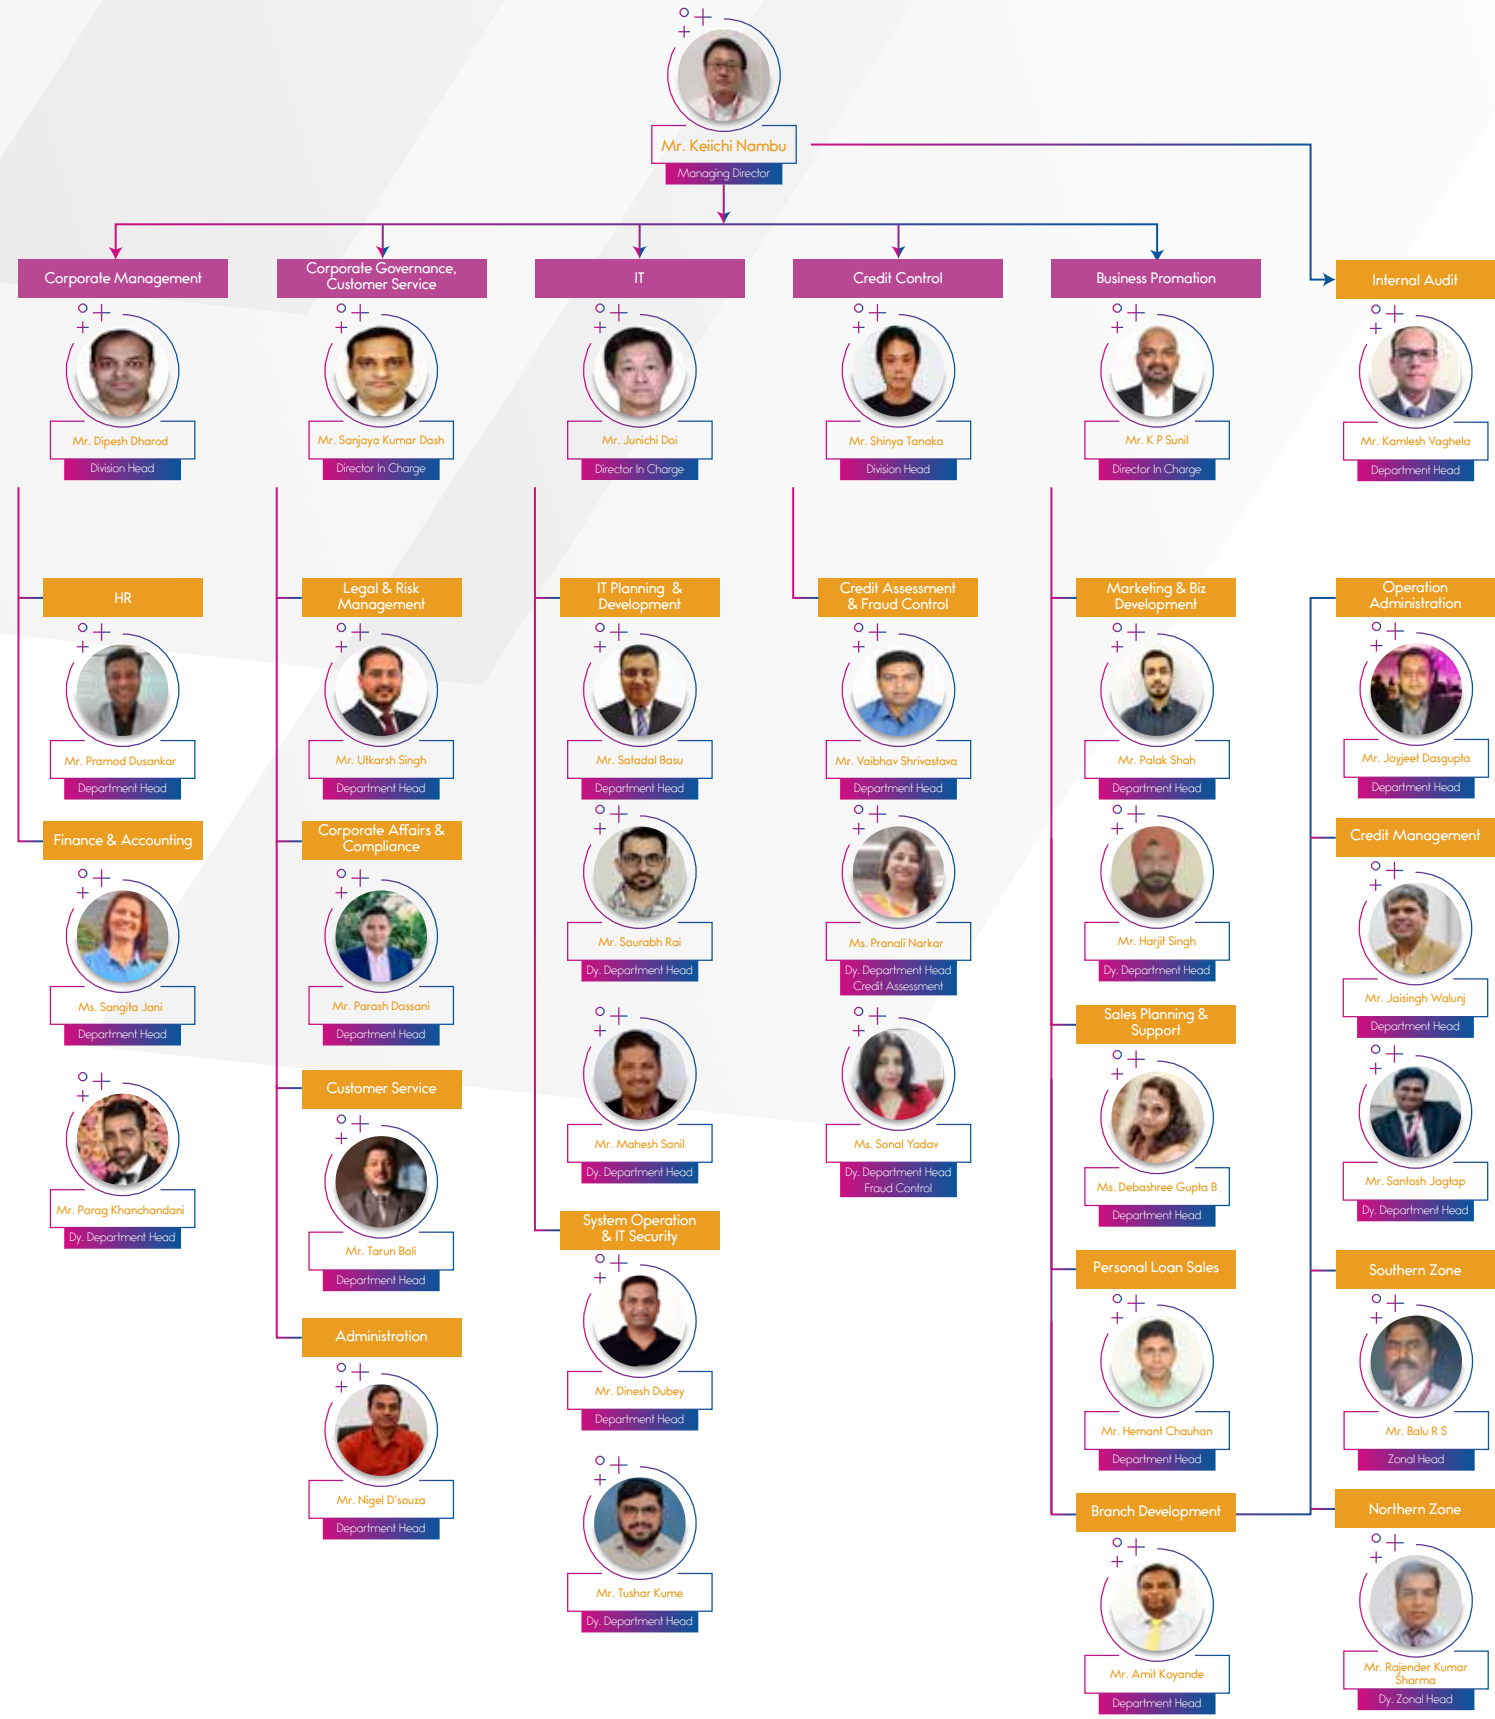 Mr. Keiichi Nambu
Managing Director
Corporate Management
Mr. Dipesh Dharod
Division Head
HR
Mr. Pramod Dusankar
Department Head
Finance & Accounting
Ms. Sangita Jani
Department Head
Mr. Parag Khanchandani
Dy. Department Head
Corporate Governance,
Customer Service
Mr. Sanjaya Kumar Dash
Director In Charge
Legal & Risk
Management
Mr. Utkarsh Singh
Department Head
Corporate Affairs &
Compliance
Mr. Parash Dassani
Department Head
Customer Service
Mr. Tarun Bali
Department Head
Administration
Mr. Nigel D'souza
Department Head
IT
Mr. Junichi Doi
Director In Charge
IT Planning &
Development
Mr. Satadal Basu
Department Head
Mr. Saurabh Rai
Dy. Department Head
Mr. Mahesh Sanil
Dy. Department Head
System Operation
& IT Security
Mr. Dinesh Dubey
Department Head
Mr. Tushar Kume
Dy. Department Head
Credit Control
Mr. Shinya Tanaka
Division Head
Credit Assessment
& Fraud Control
Mr. Vaibhav Shrivastava
Department Head
Ms. Pranali Narkar
Dy. Department Head
Credit Assessment
Ms. Sonal Yadav
Dy. Department Head
Fraud Control
Business Promation
Mr. K P Sunil
Director In Charge
Marketing & Biz
Development
Mr. Palak Shah
Department Head
Mr. Harjit Singh
Dy. Department Head
Sales Planning &
Support
Ms. Debashree Gupta B
Department Head
Personal Loan Sales
Mr. Hemant Chauhan
Department Head
Branch Development
Mr. Amit Koyande
Department Head
Internal Audit
Mr. Kamlesh Vaghela
Department Head
Operation
Administration
Mr. Joyjeet Dasgupta
Department Head
Credit Management
Mr. Jaisingh Walunj
Department Head
Mr. Santosh Jagtap
Dy. Department Head
Southern Zone
Mr. Balu R S
Zonal Head
Northern Zone
Mr. Rajender Kumar
Sharma
Dy. Zonal Head